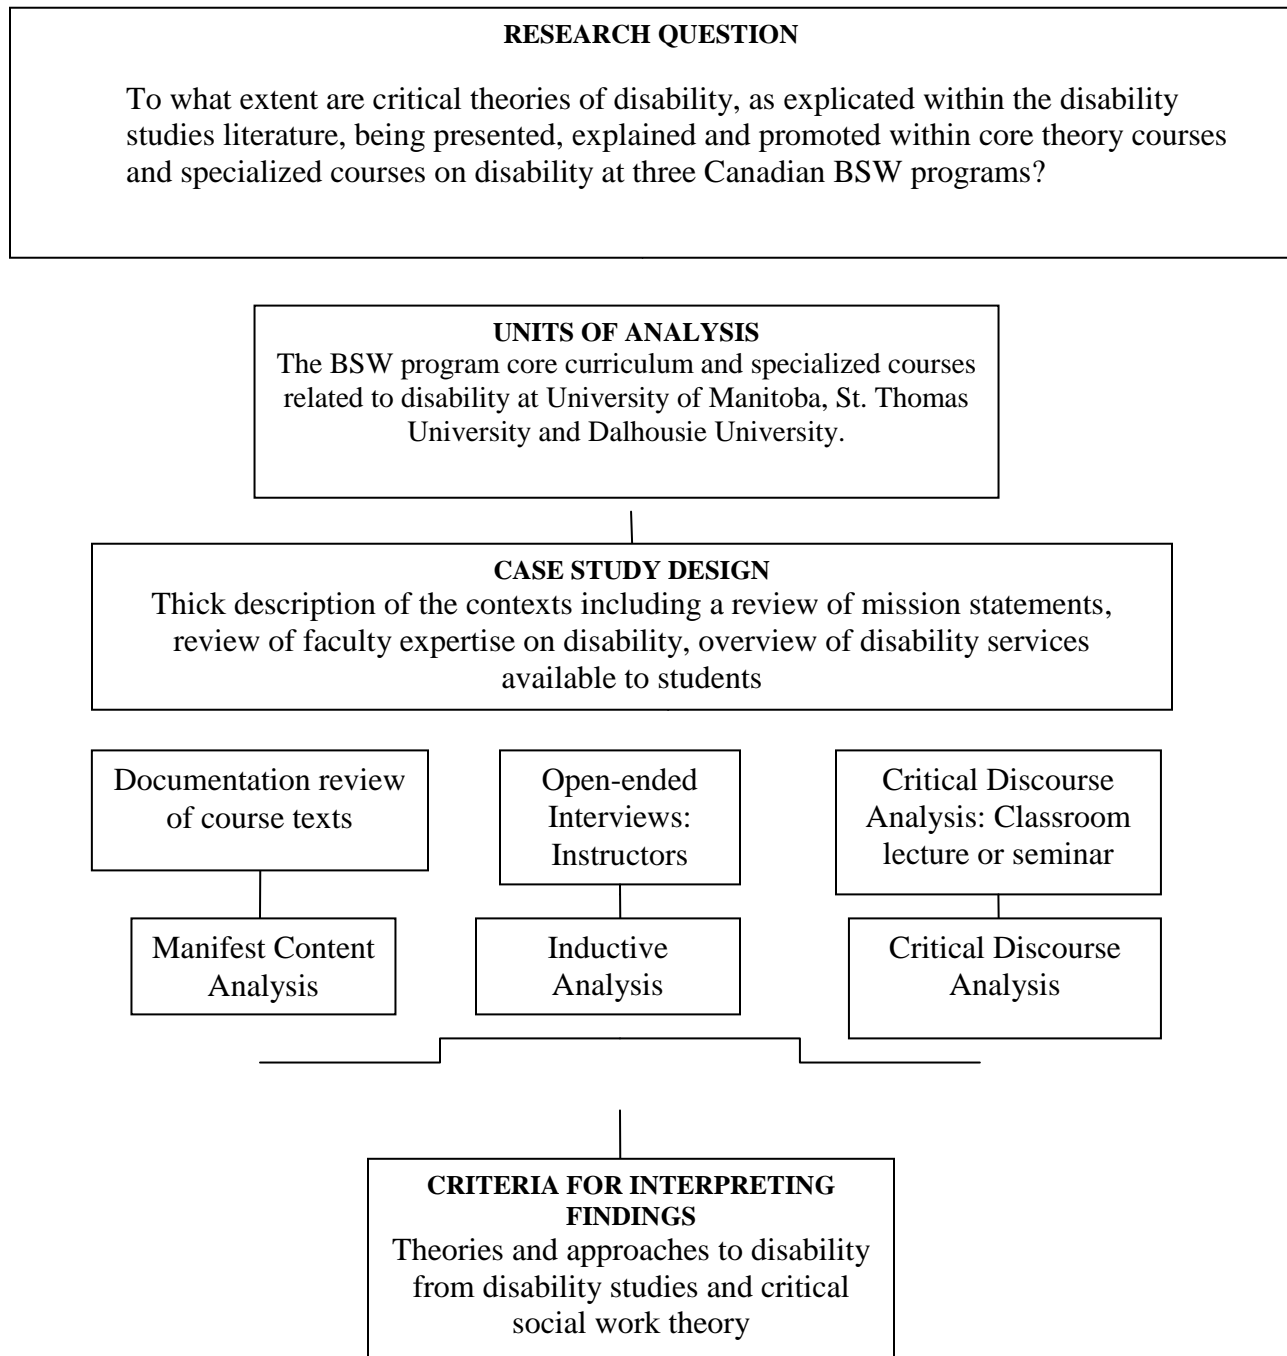 RESEARCH QUESTION
To what extent are critical theories of disability, as explicated within the disability
studies literature, being presented, explained and promoted within core theory courses
and specialized courses on disability at three Canadian BSW programs?
UNITS OF ANALYSIS
The BSW program core curriculum and specialized courses
related to disability at University of Manitoba, St. Thomas
University and Dalhousie University.
CASE STUDY DESIGN
Thick description of the contexts including a review of mission statements,
review of faculty expertise on disability, overview of disability services
available to students
Documentation review
of course texts
Open-ended
Interviews:
Instructors
Critical Discourse
Analysis: Classroom
lecture or seminar
Manifest Content
Analysis
Inductive
Analysis
Critical Discourse
Analysis
CRITERIA FOR INTERPRETING
FINDINGS
Theories and approaches to disability
from disability studies and critical
social work theory